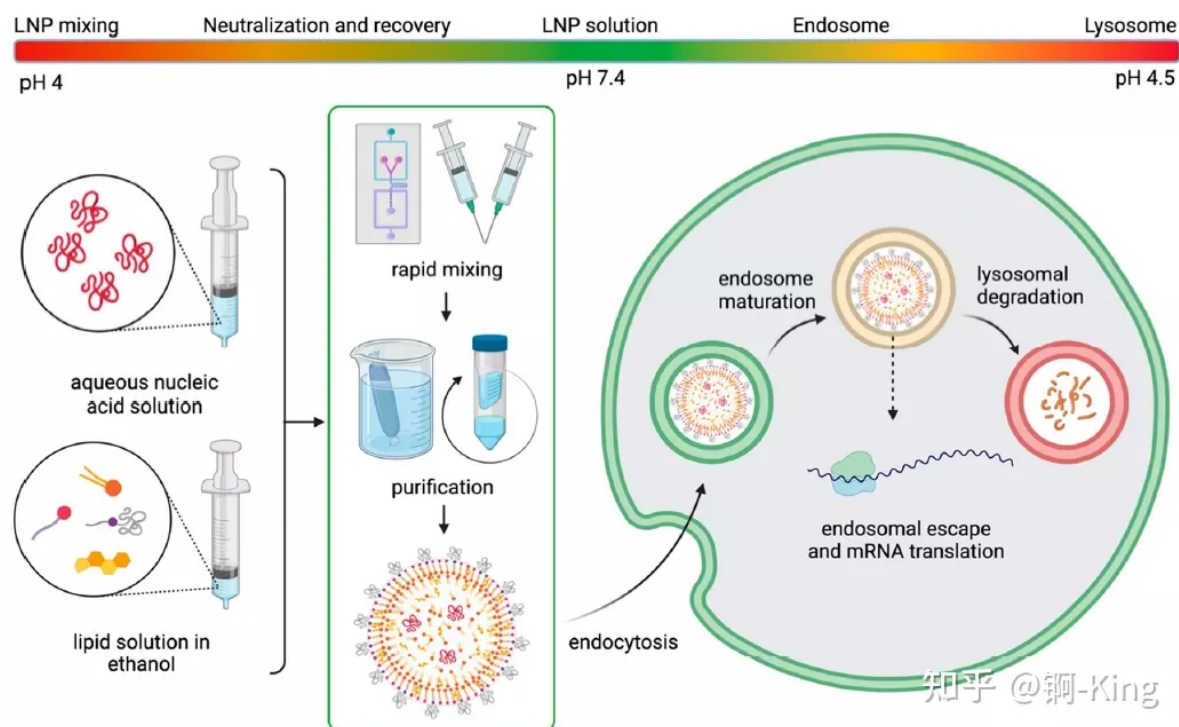 LNP mixing
Neutralization and recovery
LNP solution
Endosome
Lysosome
pH 4
pH 7.4
pH 4.5
aqueous nucleic
acid solution
lipid solution in
ethanol
rapid mixing
purification
endocytosis
endosome
maturation
lysosomal
degradation
endosomal escape
and mRNA translation
知乎 @锕-King